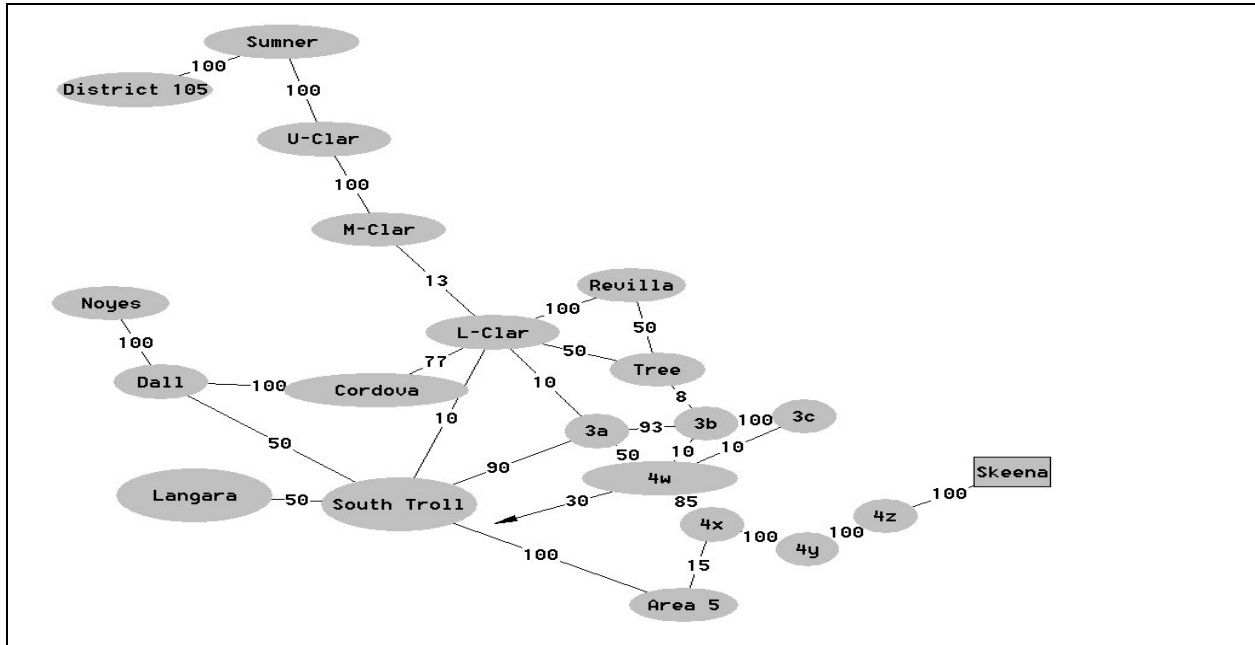 Sumner
100
District 105
100
U-Clar
100
M-Clar
13
Revilla
Noyes
100
L-Clar
50
100
77
50
Tree
Dall
100
Cordova
10
8
10
3c
3b
100
3a
93
50
50
10
10
90
4w
Skeena
Langara
50
South Troll
30
85
100
4z
4x
100
100
4y
100
15
Area 5